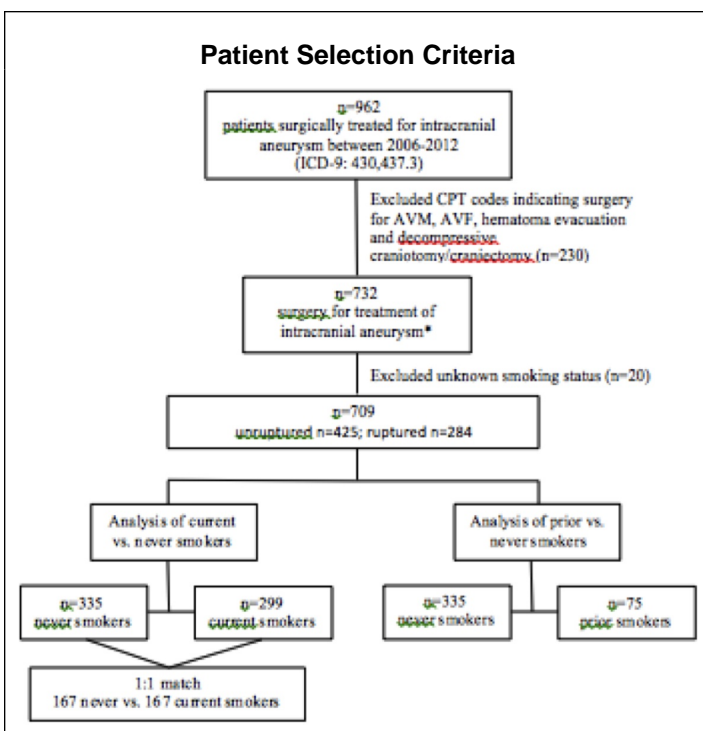 Patient Selection Criteria
n=962
patients surgically treated for intracranial
aneurysm between 2006-2012
(ICD-9: 430,437.3)
Excluded CPT codes indicating surgery
for AVM, AVF, hematoma evacuation
and decompressive
craniotomy/craniectomy (n=230)
n=732
surgery for treatment of
intracranial aneurysm*
Excluded unknown smoking status (n=20)
n=709
unruptured n=425; ruptured n=284
Analysis of current
vs. never smokers
Analysis of prior vs.
never smokers
n=335
never smokers
n=299
current smokers
n=335
never smokers
n=75
prior smokers
1:1 match
167 never vs. 167 current smokers